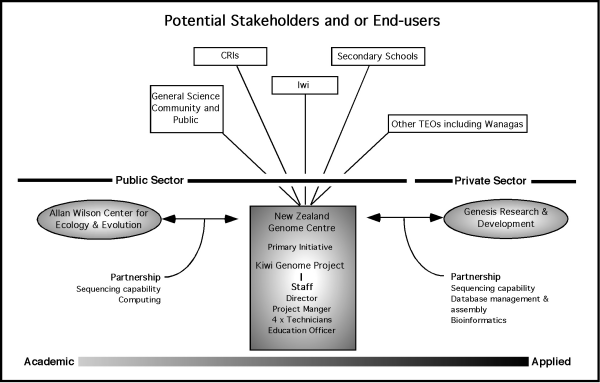 Potential Stakeholders and or End-users
CRIs
Secondary Schools
Iwi
General Science
Community and
Public
Other TEOs including Wanagas
Public Sector
Private Sector
Allan Wilson Center for
Ecology & Evolution
New Zealand
Genome Centre
Primary Initiative
Kiwi Genome Project
Staff
Director
Project Manger
4 x Technicians
Education Officer
Genesis Research &
Development
Partnership
Sequencing capability
Computing
Partnership
Sequencing capability
Database management &
assembly
Bioinformatics
Academic
Applied